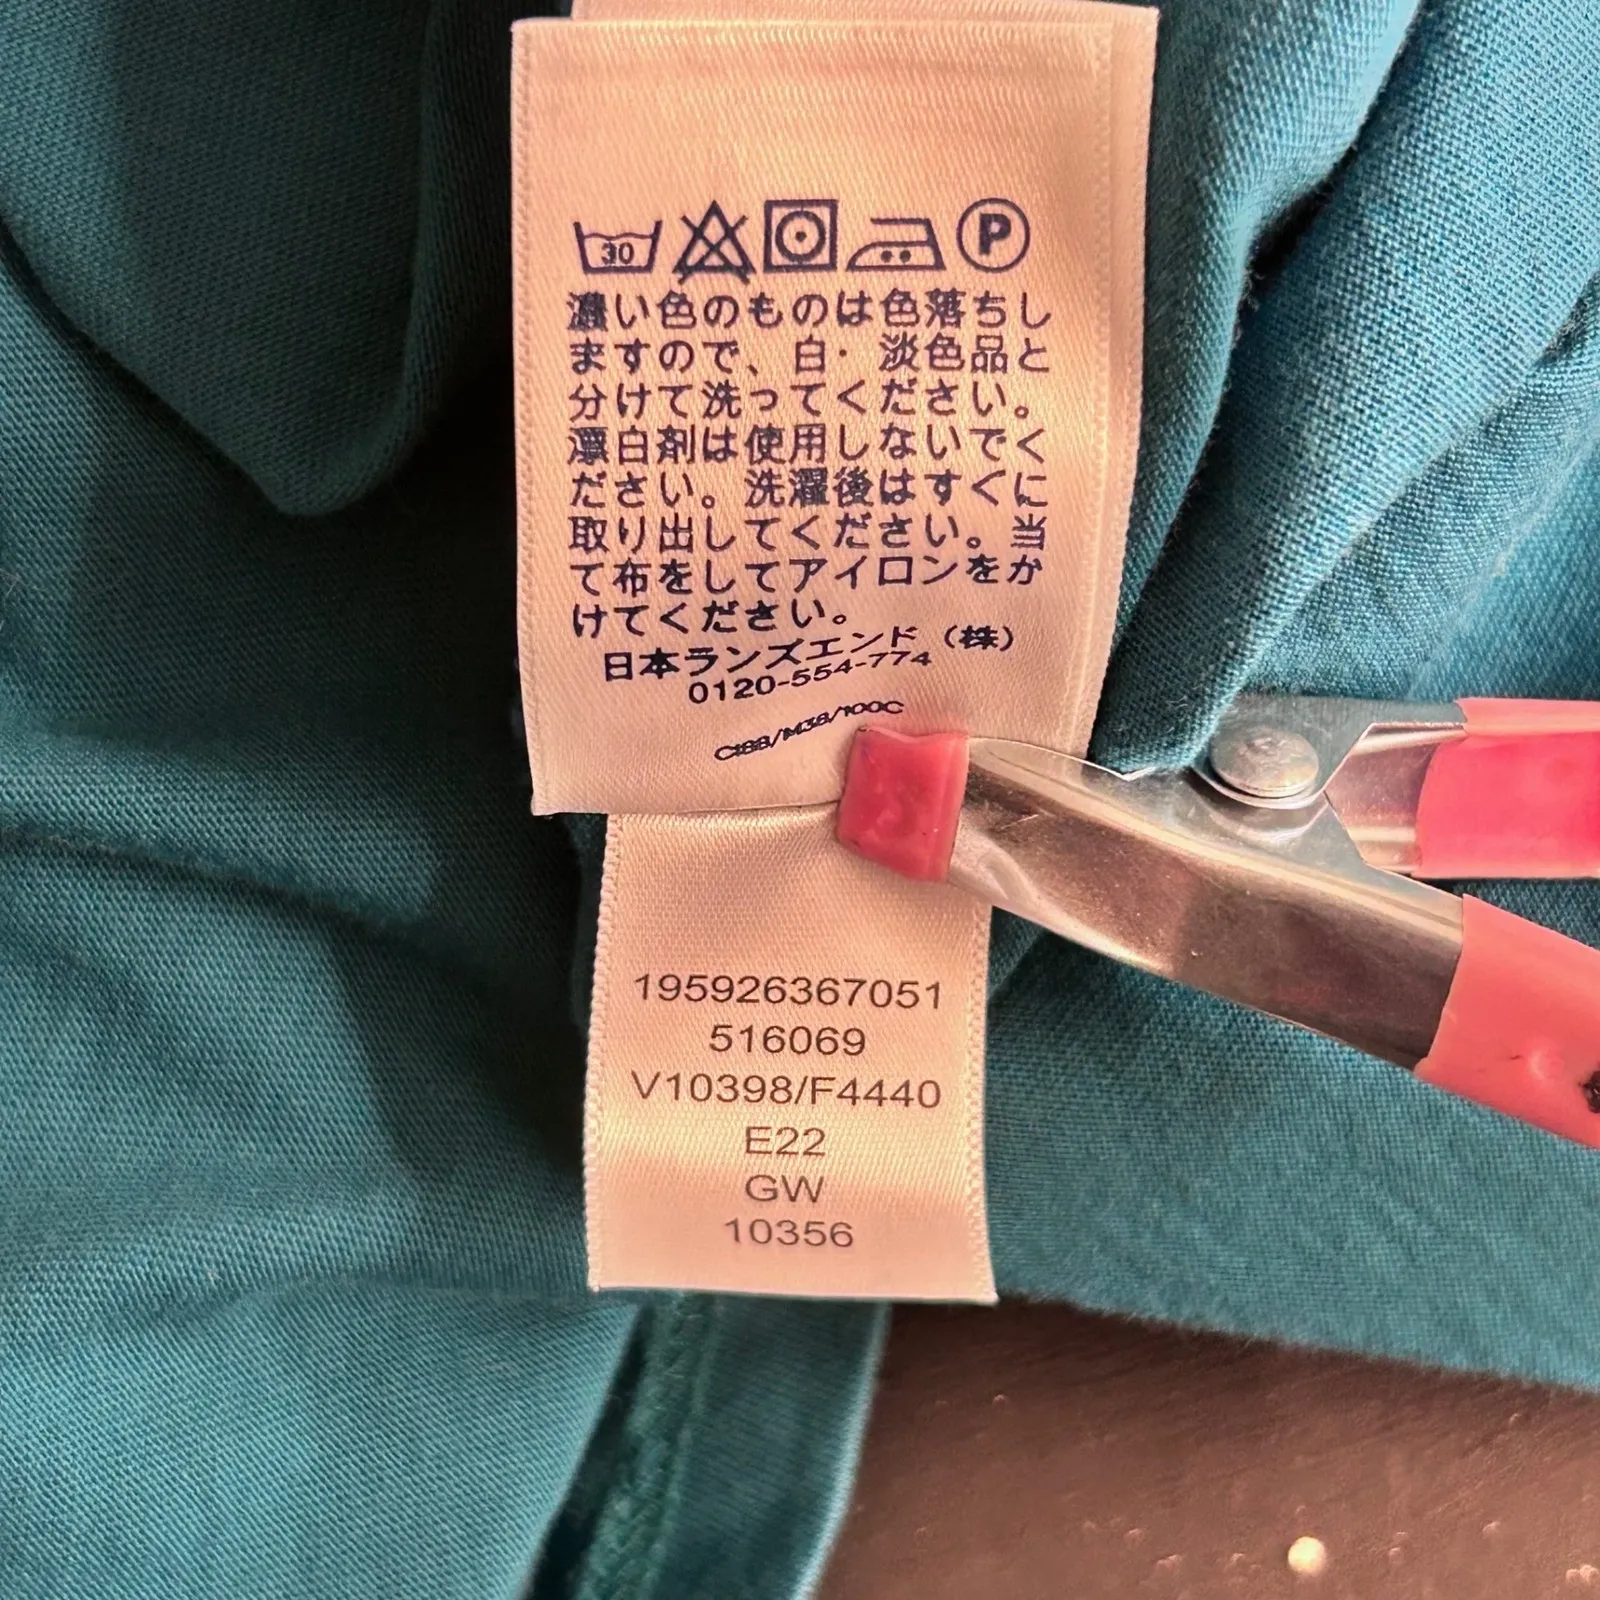 30
P
濃い色のものは色落ちし
ますので、白・淡色品と
分けて洗ってください。
漂白剤は使用しないでく
ださい。洗濯後はすぐに
取り出してください。当
て布をしてアイロンをか
けてください。
日本ランズエンド（株）
0120-554-774
C188/M38/100C
195926367051
516069
V10398/F4440
E22
GW
10356